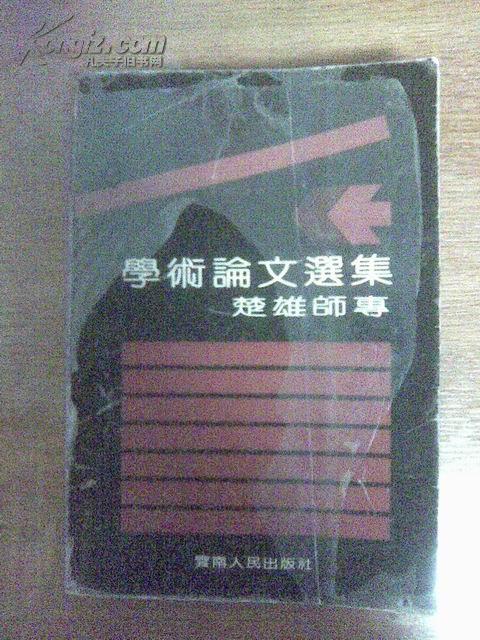 Kongfz.com
孔夫子旧书网
學術論文選集
楚雄師專
雲南人民出版社